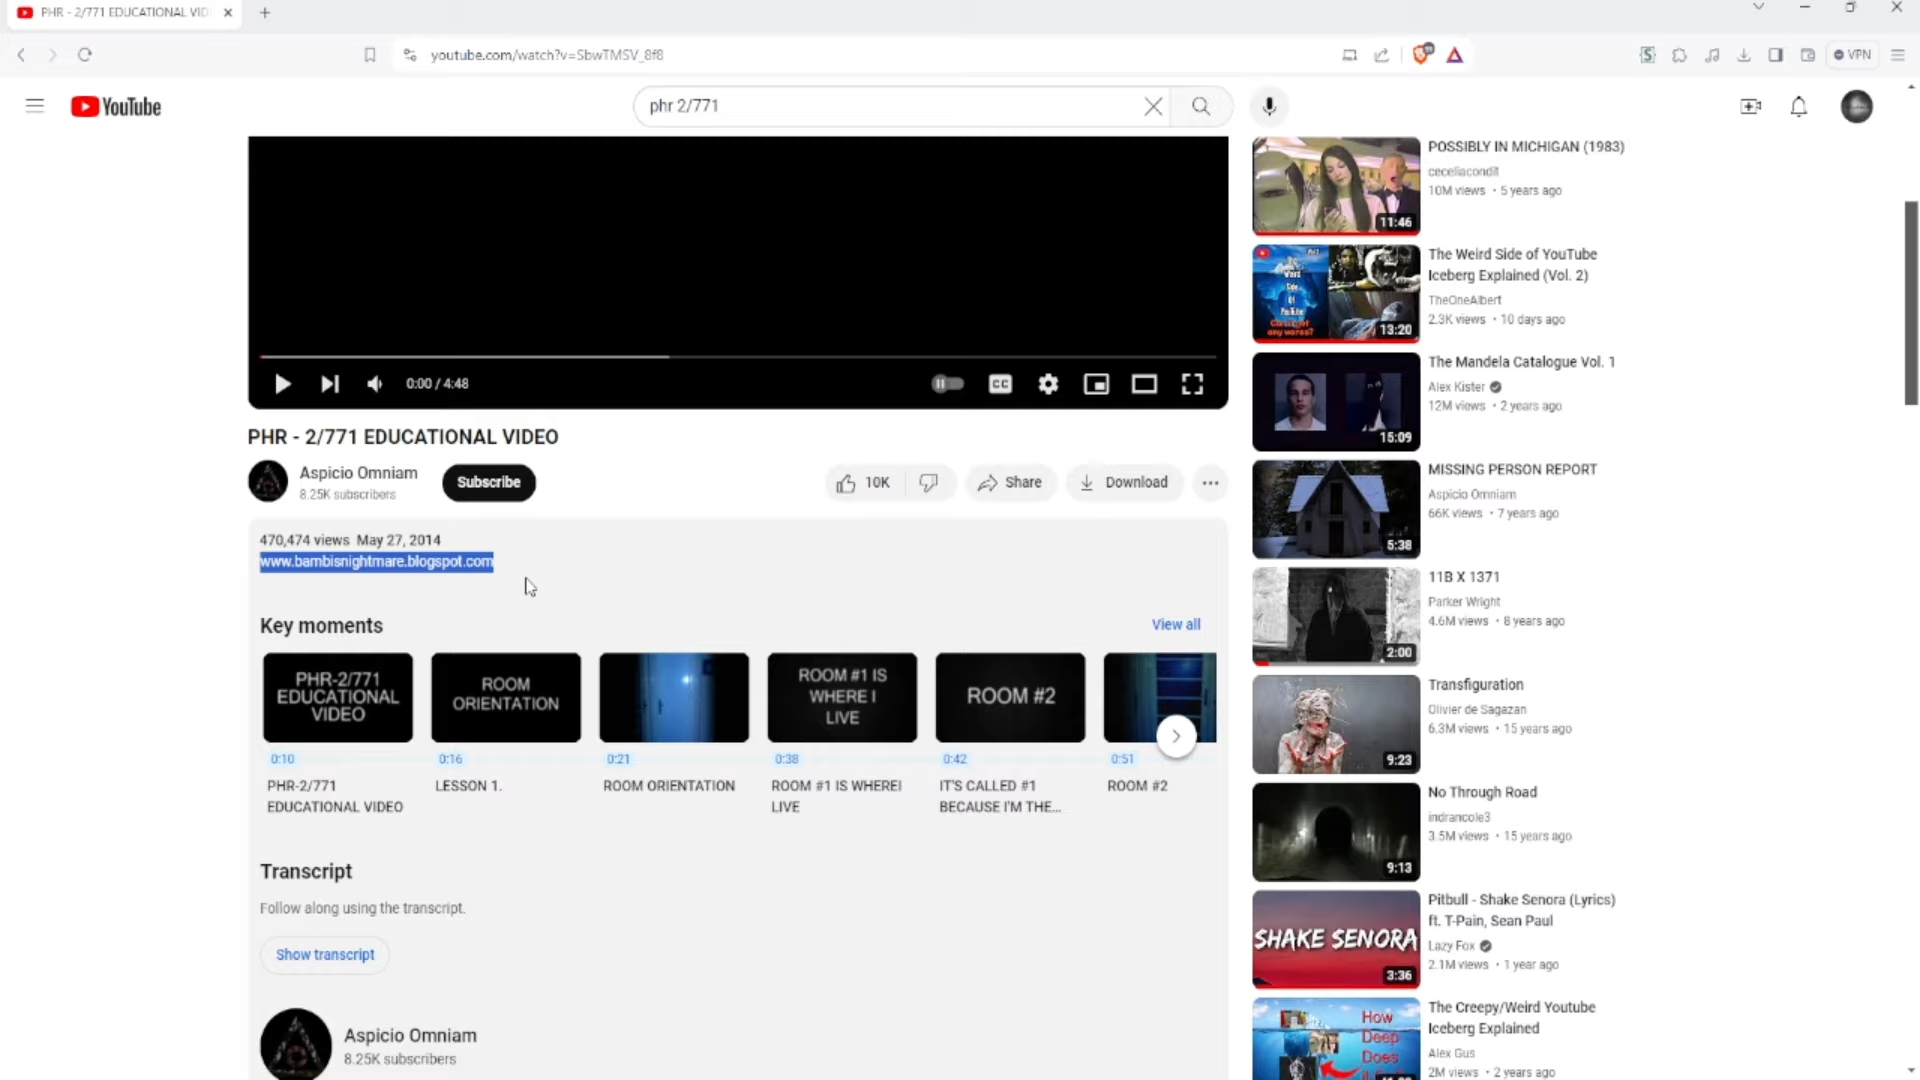 PHR - 2/771 EDUCATIONAL VID
youtube.com/watch?v=SbwTMSV_8f8
VPN
YouTube
phr 2/771
0:00 / 4:48
CC
PHR - 2/771 EDUCATIONAL VIDEO
Aspicio Omniam
8.25K subscribers
Subscribe
10K
Share
Download
470,474 views May 27, 2014
www.bambisnightmare.blogspot.com
Key moments
View all
PHR-2/771
EDUCATIONAL
VIDEO
0:10
PHR-2/771
EDUCATIONAL VIDEO
ROOM
ORIENTATION
0:16
LESSON 1.
0:21
ROOM ORIENTATION
ROOM #1 IS
WHERE I
LIVE
0:38
ROOM #1 IS WHEREI
LIVE
ROOM #2
0:42
IT'S CALLED #1
BECAUSE I'M THE...
0:51
ROOM #2
Transcript
Follow along using the transcript.
Show transcript
Aspicio Omniam
8.25K subscribers
11:46
POSSIBLY IN MICHIGAN (1983)
ceceliacondit
10M views • 5 years ago
The
Weird
Side
Of
YouTube
13:20
The Weird Side of YouTube
Iceberg Explained (Vol. 2)
TheOneAlbert
2.3K views • 10 days ago
15:09
The Mandela Catalogue Vol. 1
Alex Kister
12M views • 2 years ago
5:38
MISSING PERSON REPORT
Aspicio Omniam
66K views • 7 years ago
2:00
11B X 1371
Parker Wright
4.6M views • 8 years ago
9:23
Transfiguration
Olivier de Sagazan
6.3M views • 15 years ago
9:13
No Through Road
indrancole3
3.5M views • 15 years ago
SHAKE SENORA
3:36
Pitbull - Shake Senora (Lyrics)
ft. T-Pain, Sean Paul
Lazy Fox
2.1M views • 1 year ago
How
Deep
Does
The Creepy/Weird Youtube
Iceberg Explained
Alex Gus
2M views • 2 years ago